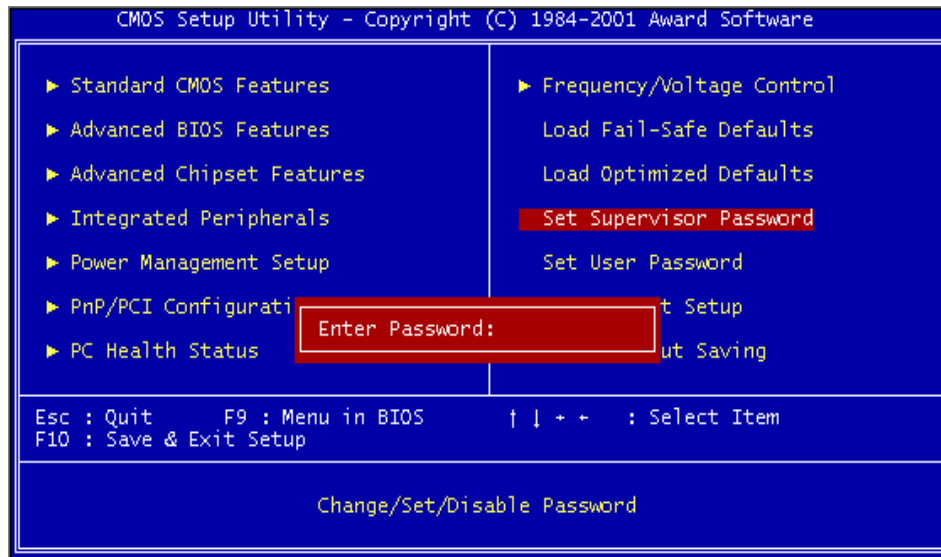 CMOS Setup Utility - Copyright (C) 1984-2001 Award Software
▶ Standard CMOS Features
▶ Advanced BIOS Features
▶ Advanced Chipset Features
▶ Integrated Peripherals
▶ Power Management Setup
▶ PnP/PCI Configurati
▶ PC Health Status
▶ Frequency/Voltage Control
Load Fail-Safe Defaults
Load Optimized Defaults
Set Supervisor Password
Set User Password
t Setup
ut Saving
Enter Password:
Esc : Quit F9 : Menu in BIOS ↑ ↓ ← ← : Select Item
F10 : Save & Exit Setup
Change/Set/Disable Password